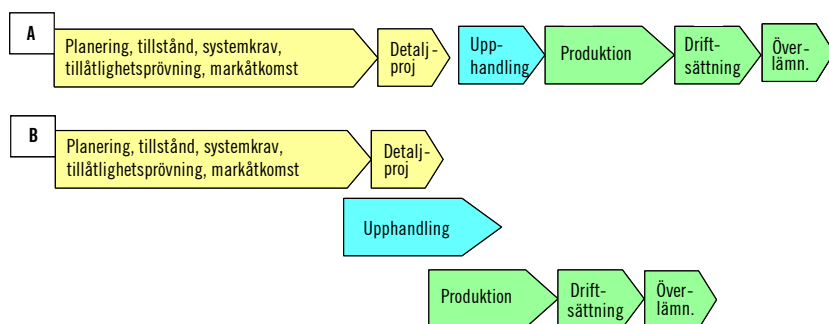 A
Planering, tillstånd, systemkrav,
tillåtlighetsprövning, markåtkomst
Detalj-
proj
Upp-
handling
Produktion
Drift-
sättning
Över-
lämn.
B
Planering, tillstånd, systemkrav,
tillåtlighetsprövning, markåtkomst
Detalj-
proj
Upphandling
Produktion
Drift-
sättning
Över-
lämn.